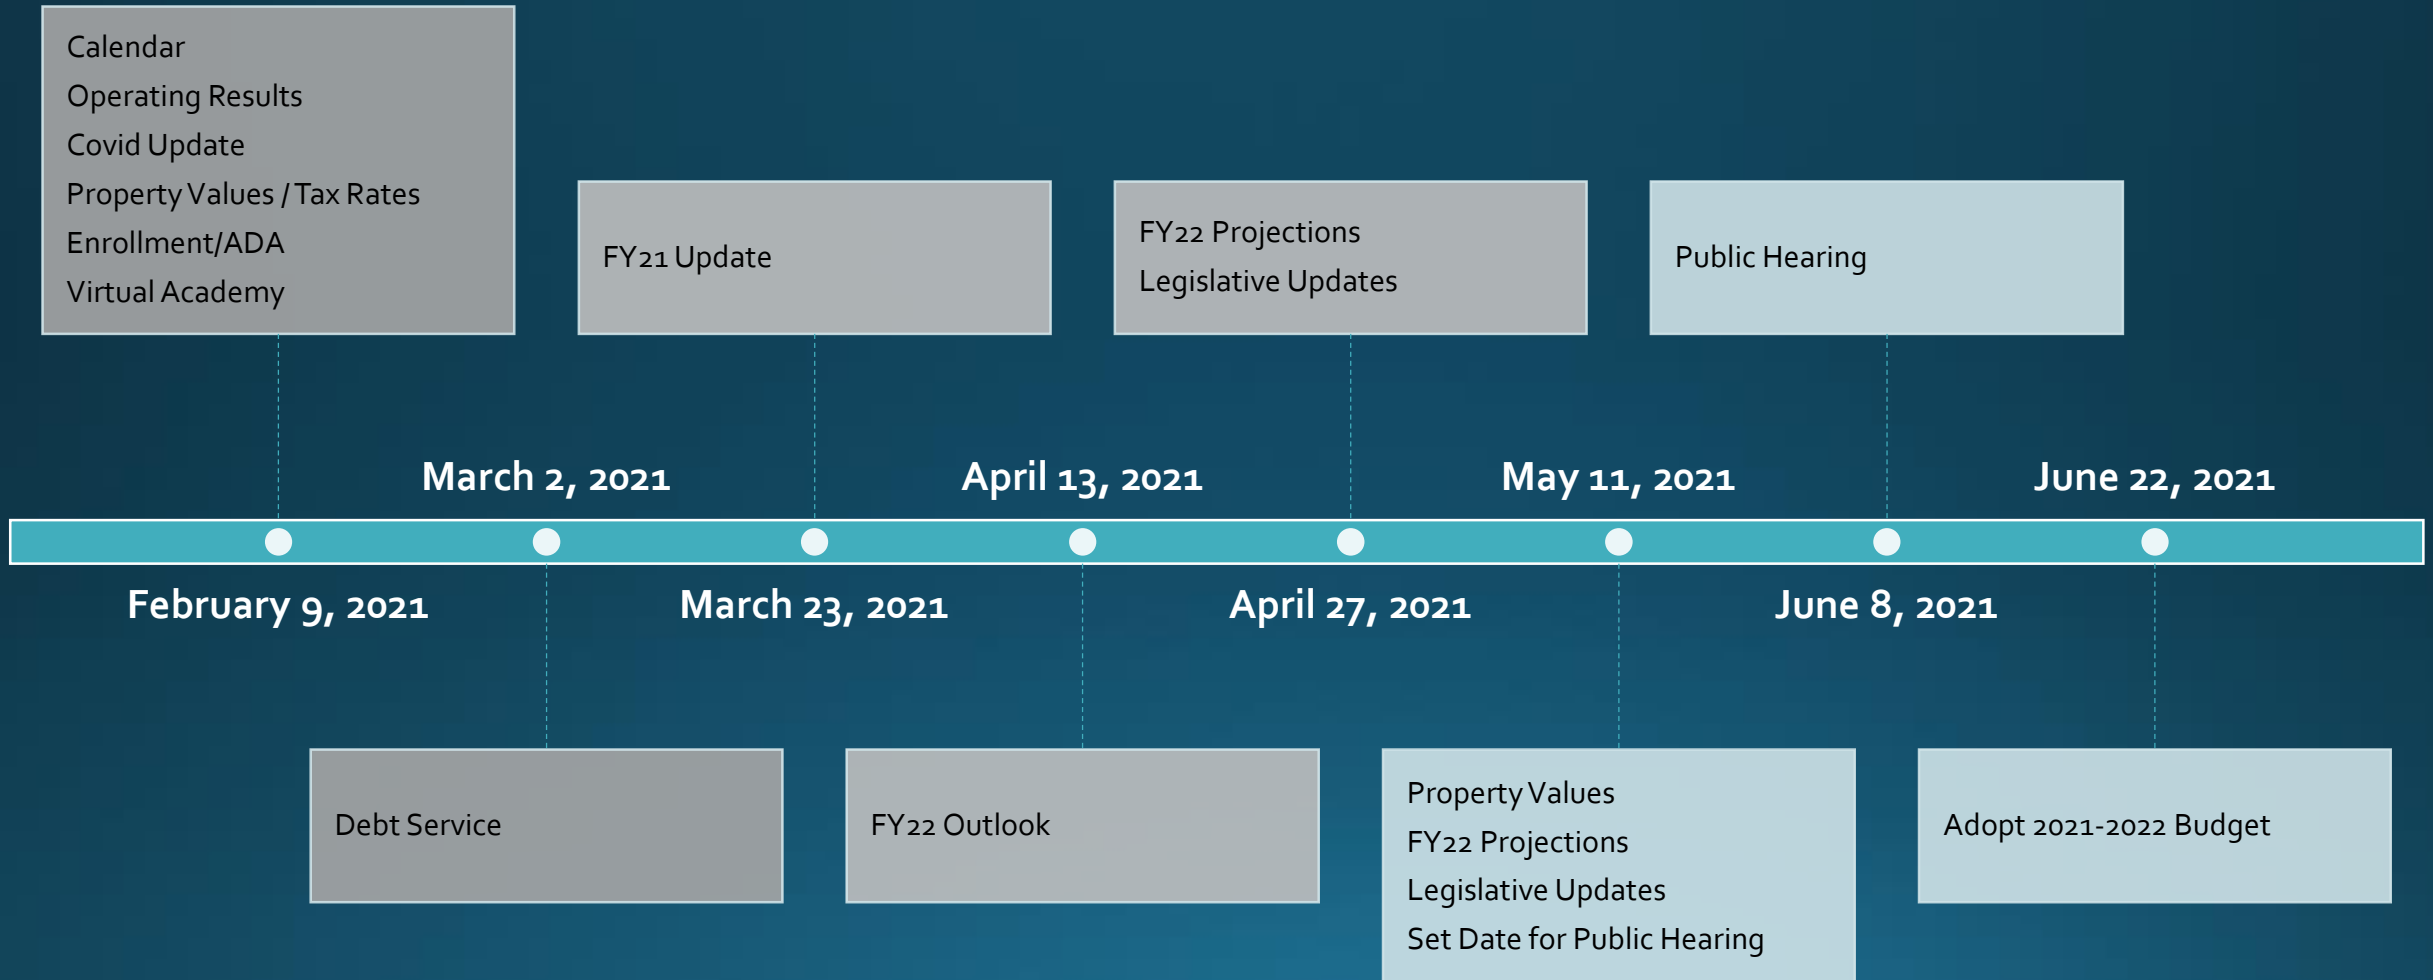 Calendar
Operating Results
Covid Update
Property Values / Tax Rates
Enrollment/ADA
Virtual Academy
FY21 Update
FY22 Projections
Legislative Updates
Public Hearing
March 2, 2021
April 13, 2021
May 11, 2021
June 22, 2021
February 9, 2021
March 23, 2021
April 27, 2021
June 8, 2021
Debt Service
FY22 Outlook
Property Values
FY22 Projections
Legislative Updates
Set Date for Public Hearing
Adopt 2021-2022 Budget